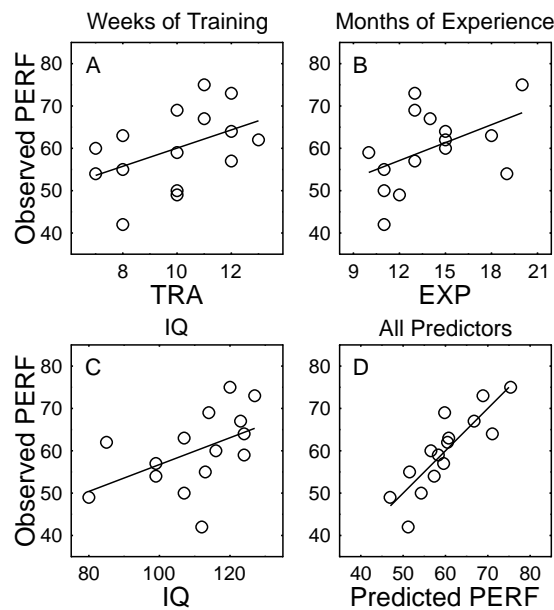 Weeks of Training
A
Observed PERF
80
70
60
50
40
8
10
12
TRA
Months of Experience
B
80
70
60
50
40
9
12
15
18
21
EXP
IQ
C
Observed PERF
80
70
60
50
40
80
100
120
IQ
All Predictors
D
80
70
60
50
40
40
50
60
70
80
Predicted PERF